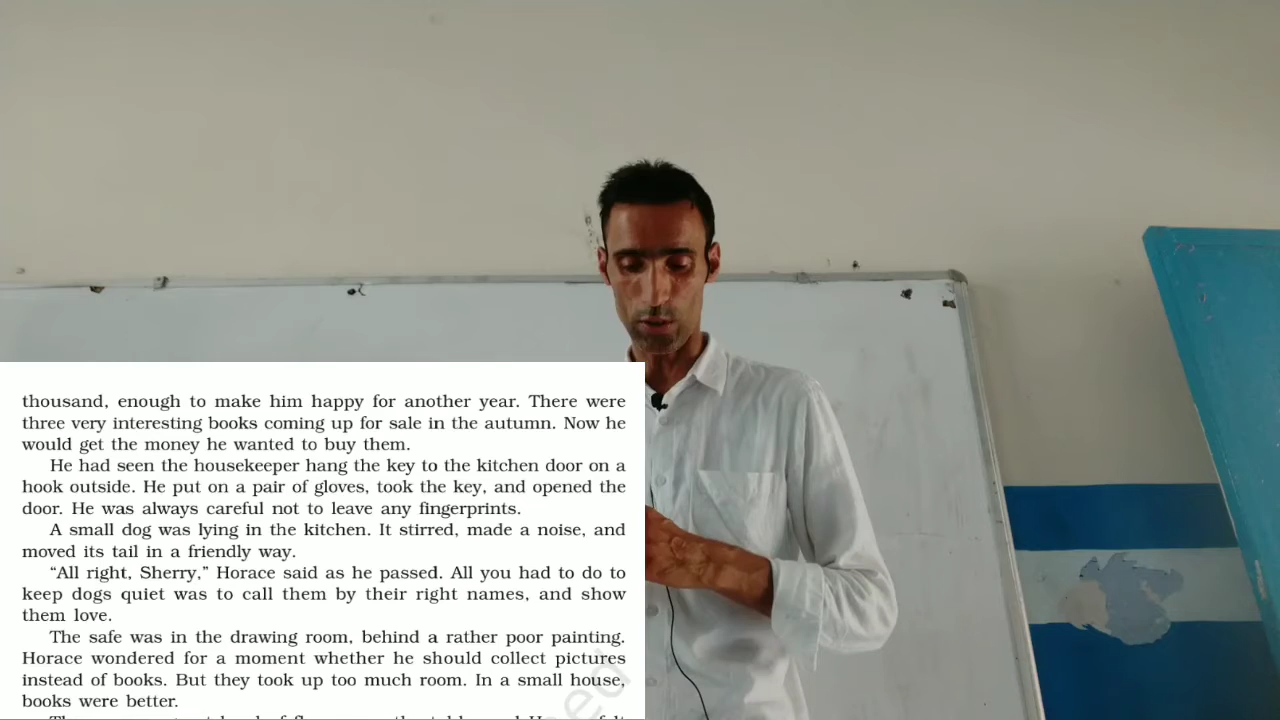 thousand, enough to make him happy for another year. There were
three very interesting books coming up for sale in the autumn. Now he
would get the money he wanted to buy them.
He had seen the housekeeper hang the key to the kitchen door on a
hook outside. He put on a pair of gloves, took the key, and opened the
door. He was always careful not to leave any fingerprints.
A small dog was lying in the kitchen. It stirred, made a noise, and
moved its tail in a friendly way.
“All right, Sherry,” Horace said as he passed. All you had to do to
keep dogs quiet was to call them by their right names, and show
them love.
The safe was in the drawing room, behind a rather poor painting.
Horace wondered for a moment whether he should collect pictures
instead of books. But they took up too much room. In a small house,
books were better.